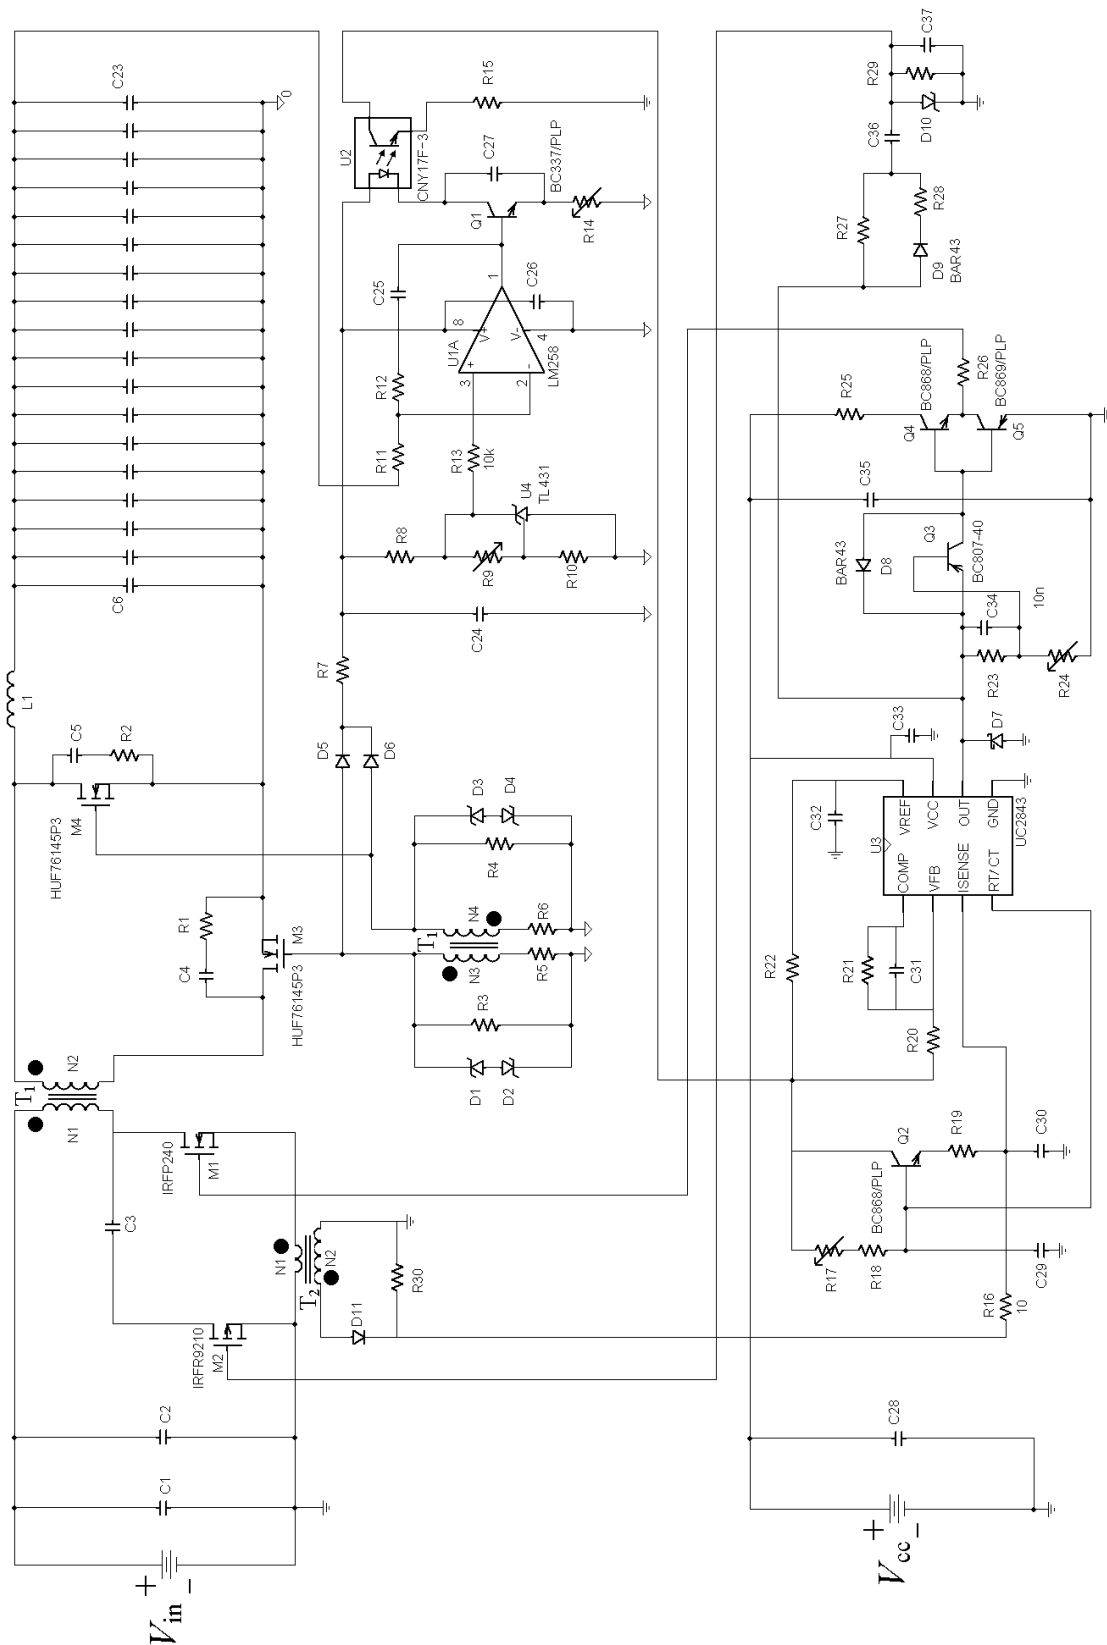 V_in
+
-
C1
C2
IRFR9210
M2
C3
IRFP240
M1
N1
T_1
N2
N1
T_2
N2
D11
R30
C4
R1
M3
HUF76145P3
HUF76145P3
M4
C5
R2
L1
C6
C23
0
D1
D2
R3
N3
T_1
N4
R5
R6
R4
D3
D4
D5
D6
R7
C24
R8
R9
R10
U4
TL431
R13
10k
R11
R12
C25
U1A
3
+
2
-
8
V+
V-
4
1
LM258
C26
Q1
C27
BC337/PLP
R14
U2
CNY17F-3
R15
V_cc
+
-
C28
R16
10
R17
R18
C29
BC868/PLP
Q2
R19
C30
R20
R21
C31
R22
U3
COMP
VFB
ISENSE
RT/CT
VREF
VCC
OUT
GND
UC2843
C32
C33
D7
R23
R24
C34
10n
BAR43
D8
Q3
BC807-40
C35
R25
Q4
BC868/PLP
Q5
BC869/PLP
R26
D9
BAR43
R27
R28
C36
D10
R29
C37